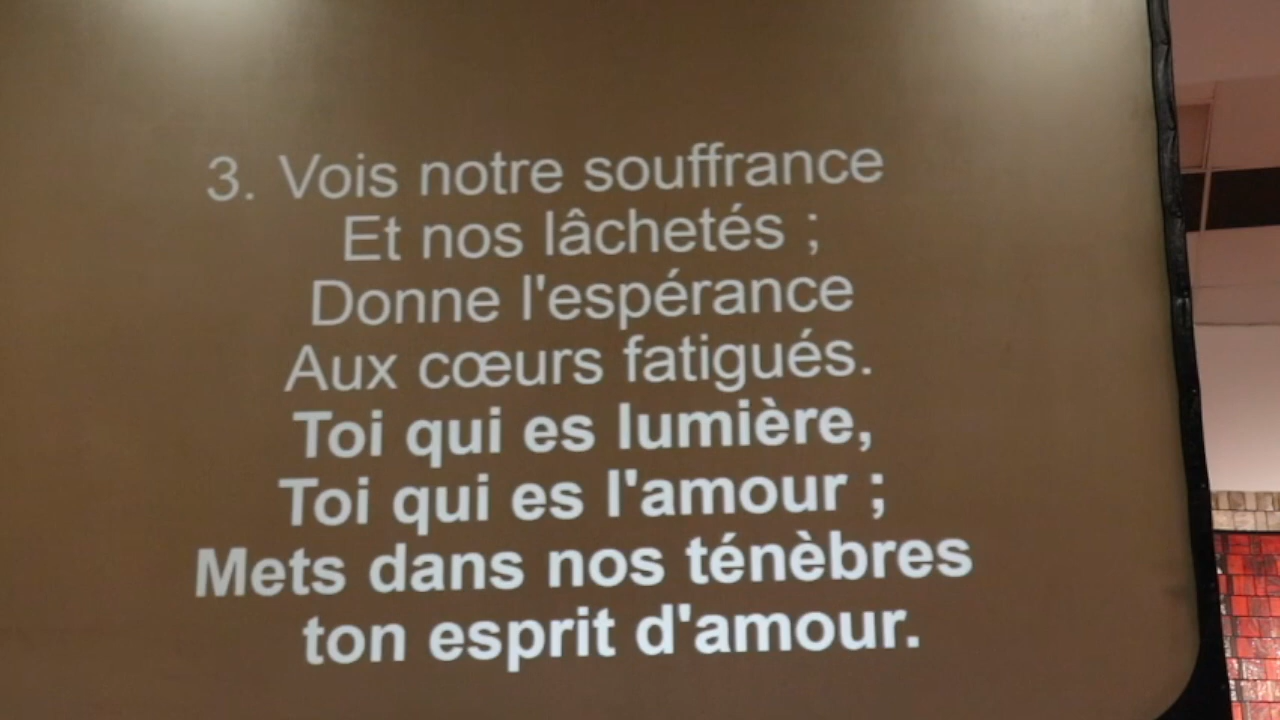 3. Vois notre souffrance
Et nos lâchetés ;
Donne l'espérance
Aux cœurs fatigués.
Toi qui es lumière,
Toi qui es l'amour ;
Mets dans nos ténèbres
ton esprit d'amour.